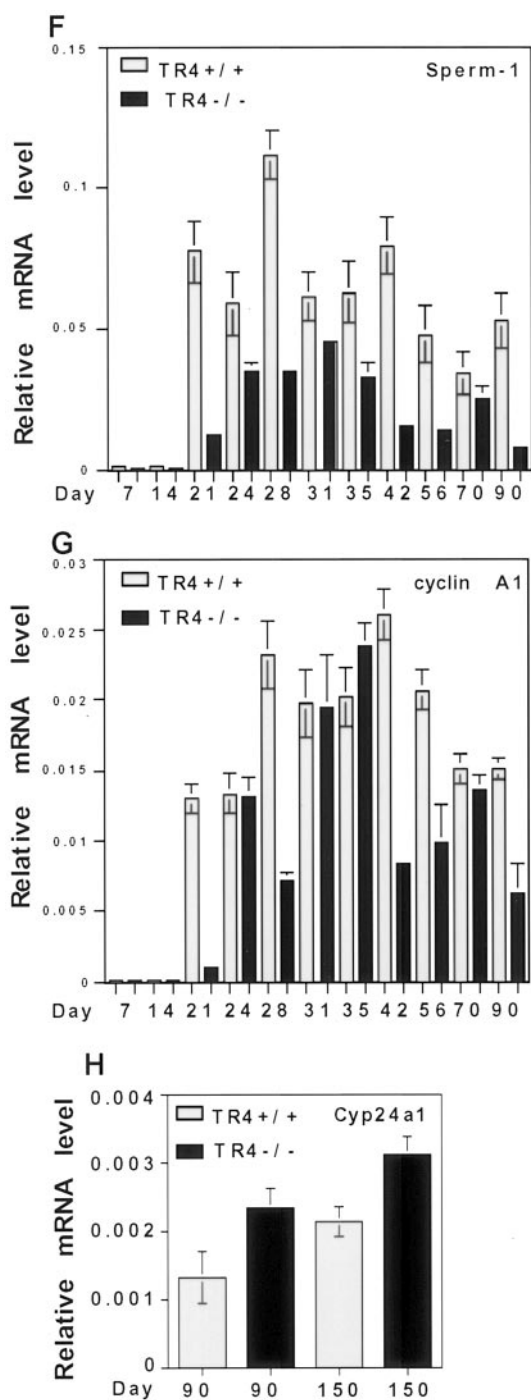 F
0.15
TR4+/+
Sperm-1
TR4-/-
Relative mRNA level
0.1
0.05
0
Day 7 14 21 24 28 31 35 42 56 70 90
G
0.03
TR4+/+
cyclin A1
TR4-/-
Relative mRNA level
0.025
0.02
0.015
0.01
0.005
0
Day 7 14 21 24 28 31 35 42 56 70 90
H
0.004
TR4+/+
Cyp24a1
TR4-/-
Relative mRNA level
0.003
0.002
0.001
0
Day 90 90 150 150